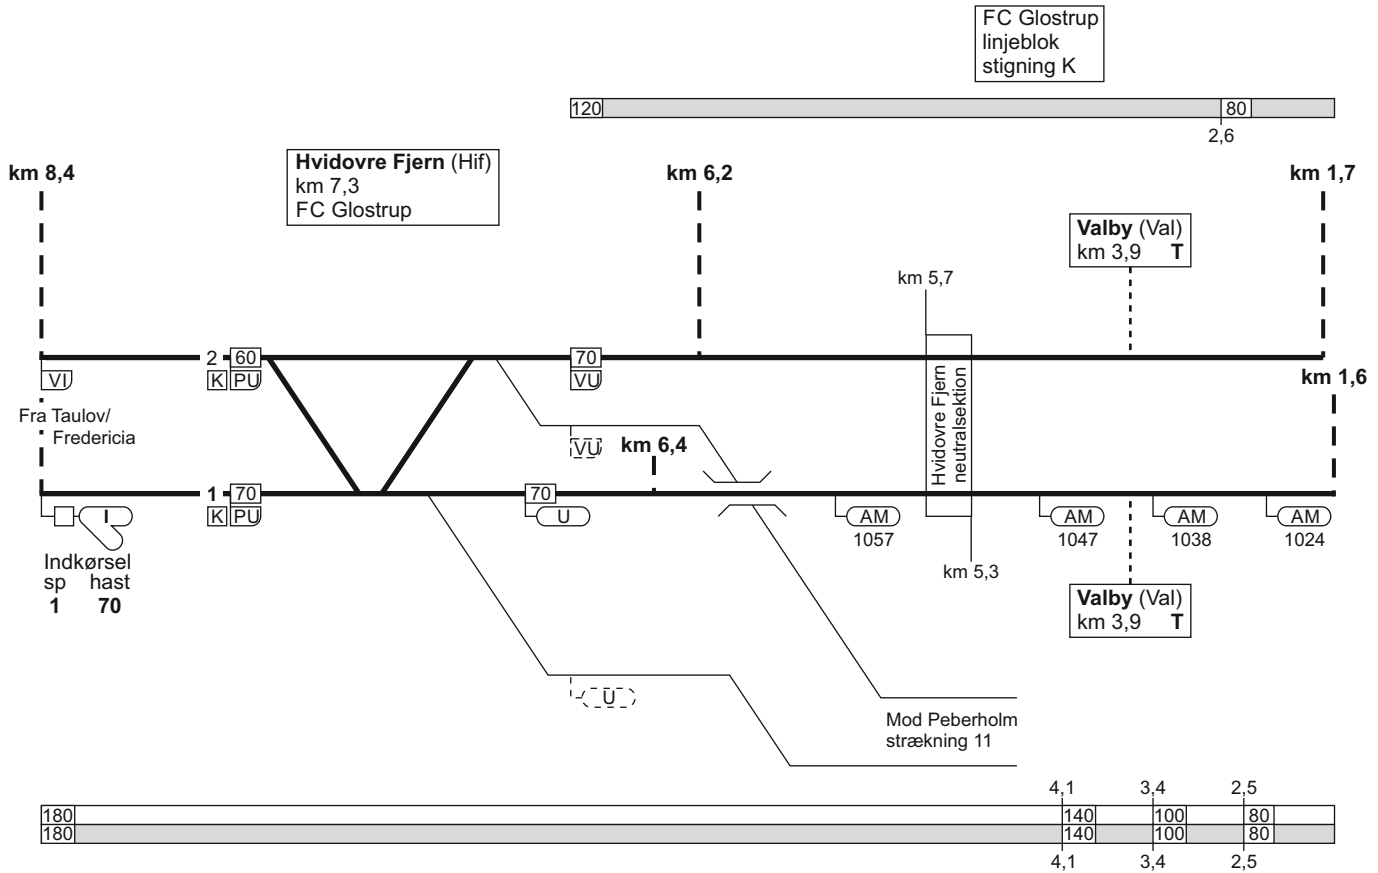 FC Glostrup
linjeblok
stigning K
120
80
2,6
Hvidovre Fjern (Hif)
km 7,3
FC Glostrup
km 8,4
km 6,2
km 1,7
Valby (Val)
km 3,9 T
km 5,7
2
60
70
VI
K
PU
VU
km 1,6
Fra Taulov/
Fredericia
Hvidovre Fjern
neutralsektion
VU
km 6,4
1
70
70
I
K
PU
U
AM
1057
AM
1047
AM
1038
AM
1024
Indkørsel
sp hast
1 70
km 5,3
Valby (Val)
km 3,9 T
U
Mod Peberholm
strækning 11
4,1
3,4
2,5
180
140
100
80
180
140
100
80
4,1
3,4
2,5